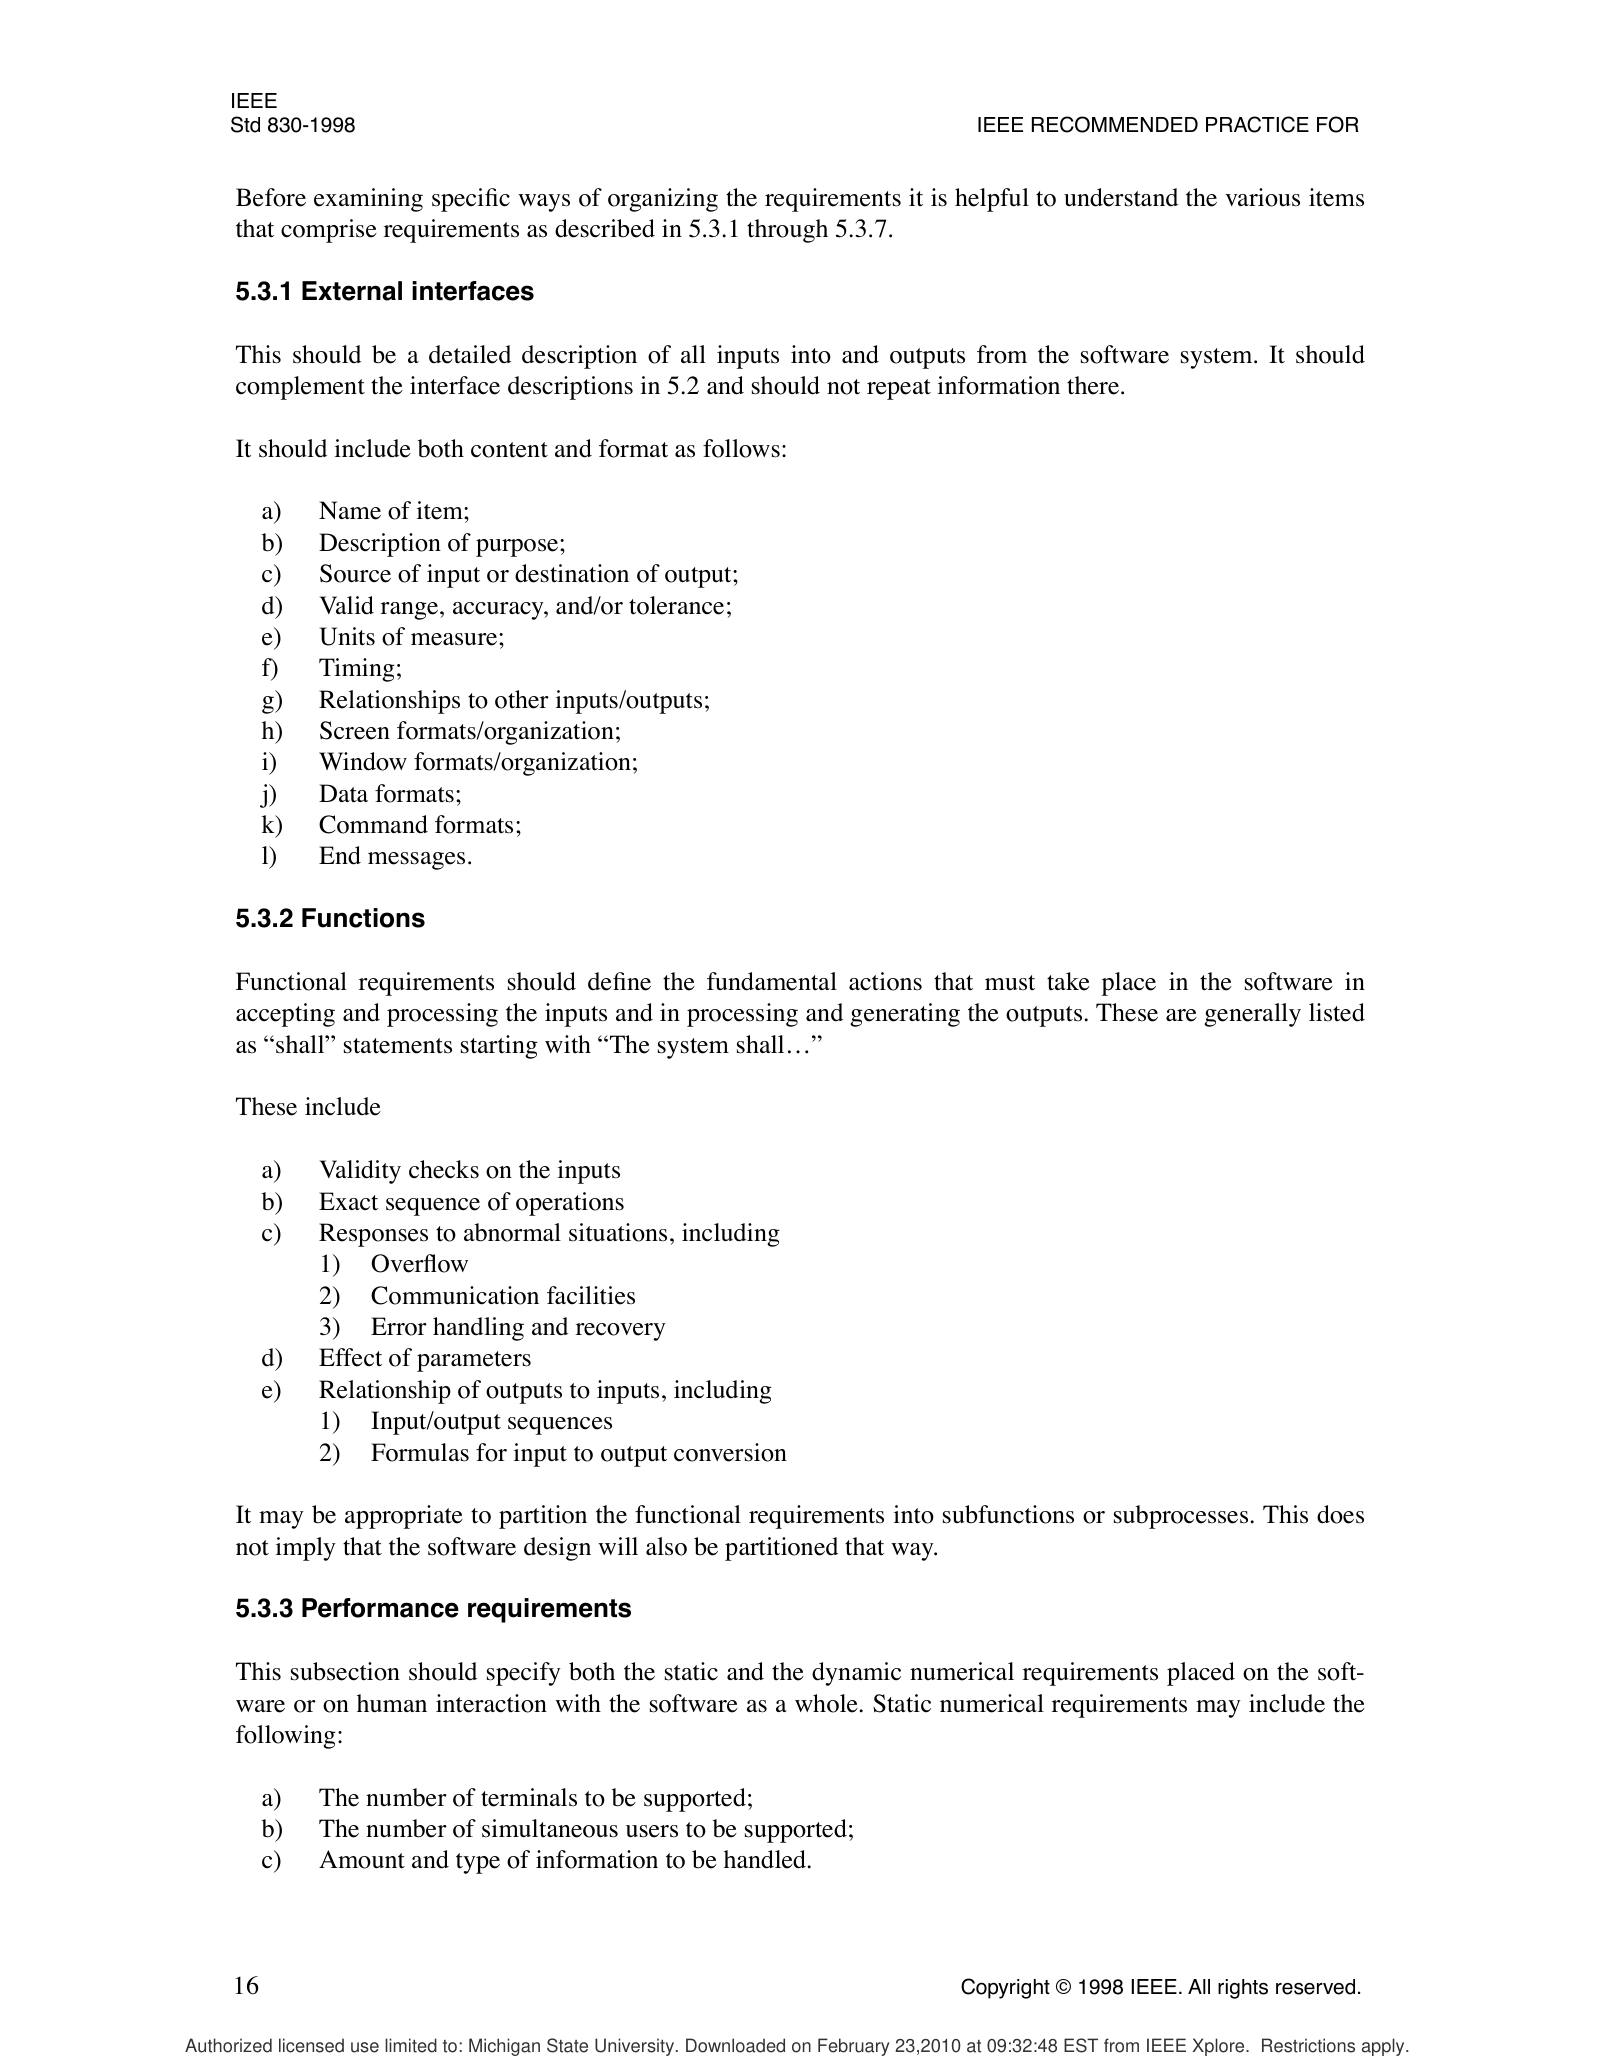 IEEE
Std 830-1998
IEEE RECOMMENDED PRACTICE FOR
Before examining specific ways of organizing the requirements it is helpful to understand the various items
that comprise requirements as described in 5.3.1 through 5.3.7.
5.3.1 External interfaces
This should be a detailed description of all inputs into and outputs from the software system. It should
complement the interface descriptions in 5.2 and should not repeat information there.
It should include both content and format as follows:
a) Name of item;
b) Description of purpose;
c) Source of input or destination of output;
d) Valid range, accuracy, and/or tolerance;
e) Units of measure;
f) Timing;
g) Relationships to other inputs/outputs;
h) Screen formats/organization;
i) Window formats/organization;
j) Data formats;
k) Command formats;
l) End messages.
5.3.2 Functions
Functional requirements should define the fundamental actions that must take place in the software in
accepting and processing the inputs and in processing and generating the outputs. These are generally listed
as “shall” statements starting with “The system shall…”
These include
a) Validity checks on the inputs
b) Exact sequence of operations
c) Responses to abnormal situations, including
1) Overflow
2) Communication facilities
3) Error handling and recovery
d) Effect of parameters
e) Relationship of outputs to inputs, including
1) Input/output sequences
2) Formulas for input to output conversion
It may be appropriate to partition the functional requirements into subfunctions or subprocesses. This does
not imply that the software design will also be partitioned that way.
5.3.3 Performance requirements
This subsection should specify both the static and the dynamic numerical requirements placed on the soft-
ware or on human interaction with the software as a whole. Static numerical requirements may include the
following:
a) The number of terminals to be supported;
b) The number of simultaneous users to be supported;
c) Amount and type of information to be handled.
16
Copyright © 1998 IEEE. All rights reserved.
Authorized licensed use limited to: Michigan State University. Downloaded on February 23,2010 at 09:32:48 EST from IEEE Xplore. Restrictions apply.